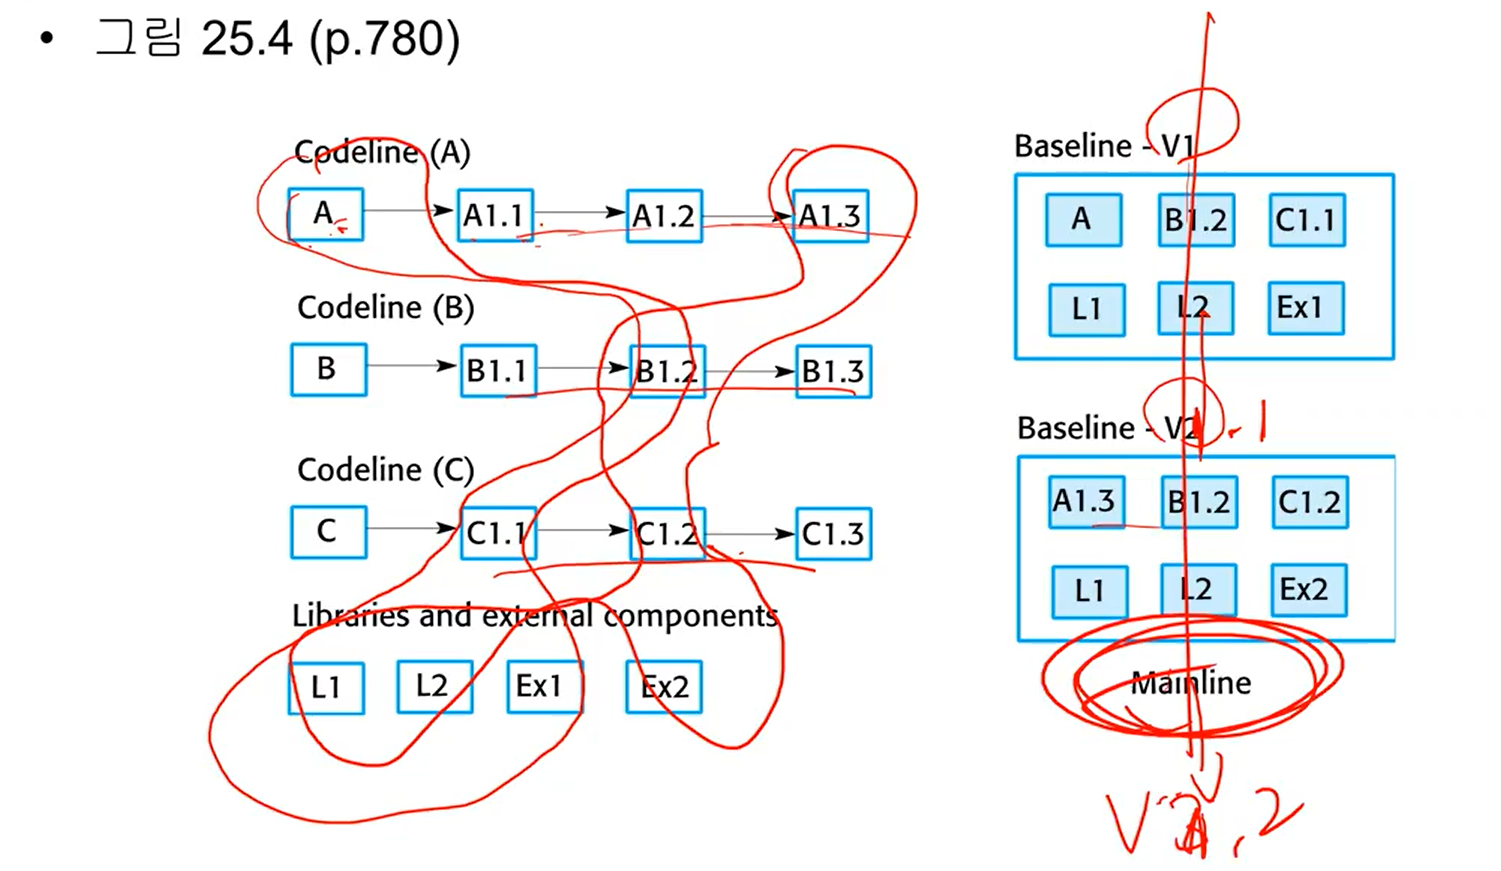 • 그림 25.4 (p.780)
Codeline (A)
A A1.1 A1.2 A1.3
Codeline (B)
B B1.1 B1.2 B1.3
Codeline (C)
C C1.1 C1.2 C1.3
Libraries and external components
L1 L2 Ex1 Ex2
Baseline - V1
A B1.2 C1.1
L1 L2 Ex1
Baseline - V2
.1
A1.3 B1.2 C1.2
L1 L2 Ex2
Mainline
V
.2